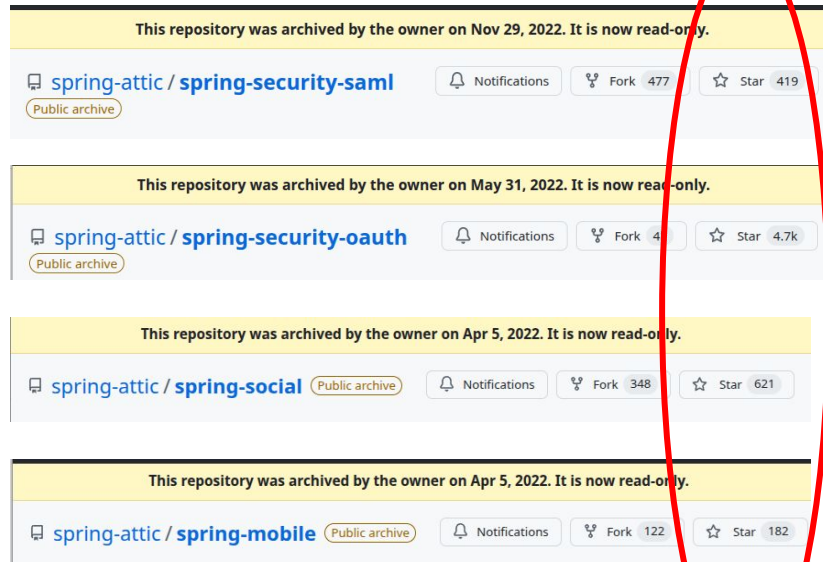 This repository was archived by the owner on Nov 29, 2022. It is now read-only.
spring-attic / spring-security-saml Notifications Fork 477 Star 419
Public archive
This repository was archived by the owner on May 31, 2022. It is now read-only.
spring-attic / spring-security-oauth Notifications Fork Star 4.7k
Public archive
This repository was archived by the owner on Apr 5, 2022. It is now read-only.
spring-attic / spring-social Public archive Notifications Fork 348 Star 621
This repository was archived by the owner on Apr 5, 2022. It is now read-only.
spring-attic / spring-mobile Public archive Notifications Fork 122 Star 182